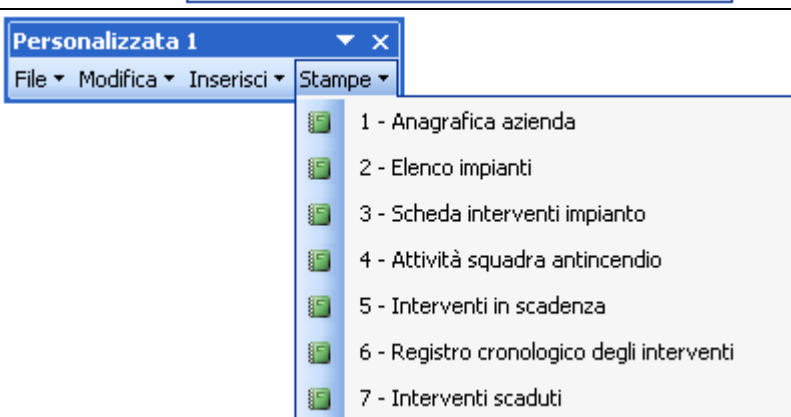 Personalizzata 1
File Modifica Inserisci Stampe
1 - Anagrafica azienda
2 - Elenco impianti
3 - Scheda interventi impianto
4 - Attività squadra antincendio
5 - Interventi in scadenza
6 - Registro cronologico degli interventi
7 - Interventi scaduti